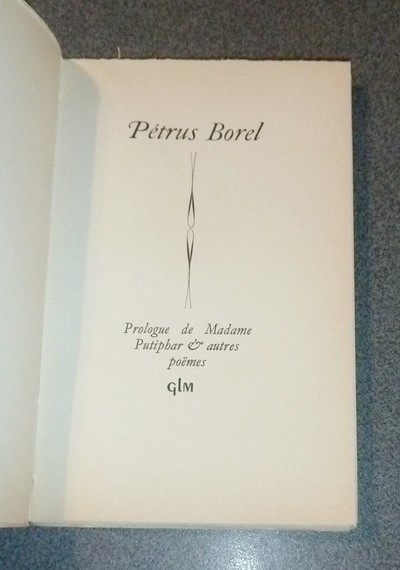 Pétrus Borel
Prologue de Madame
Putiphar & autres
poëmes
GLM